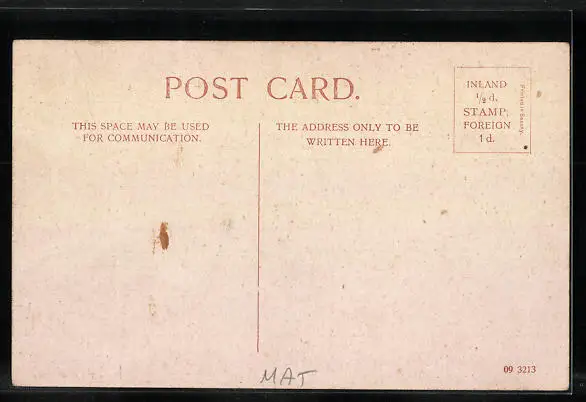 POST CARD.
THIS SPACE MAY BE USED
FOR COMMUNICATION.
THE ADDRESS ONLY TO BE
WRITTEN HERE.
INLAND
½ d.
STAMP,
FOREIGN
1 d.
Printed in Saxony.
MAT
09 3213